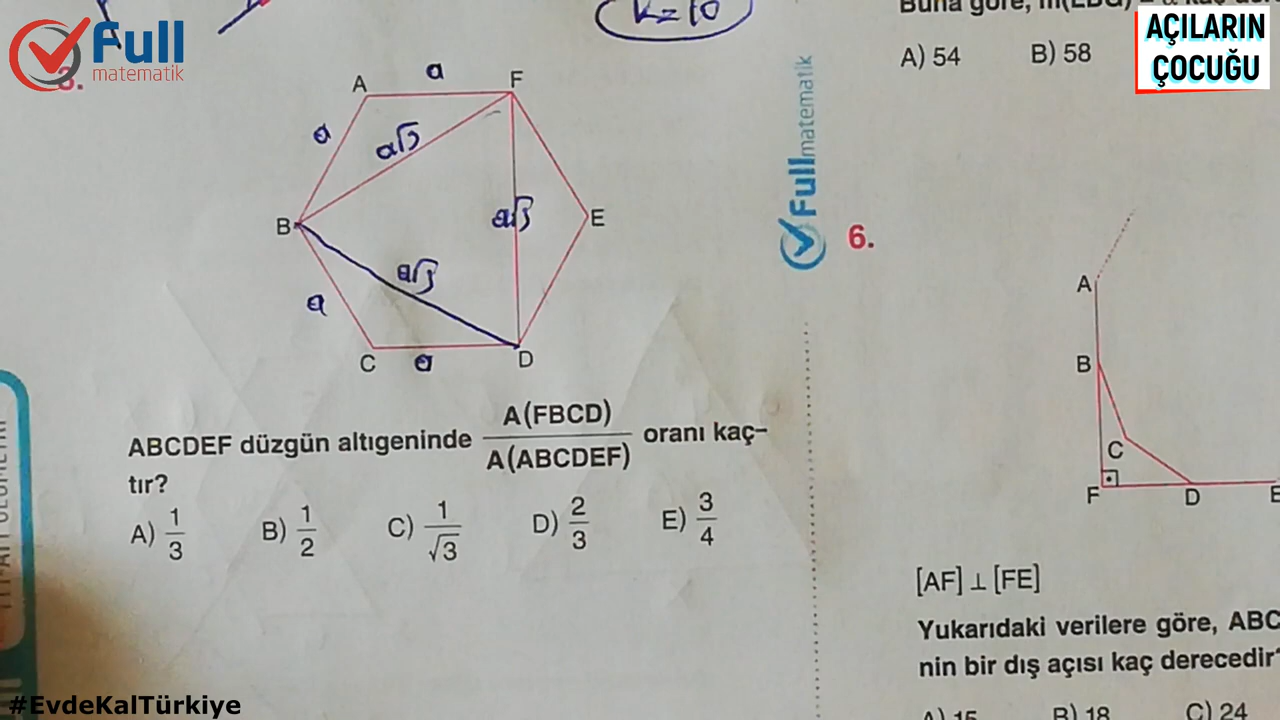 Full
matematik
3.
k=10
A
a
F
a
a√3
B
a√3
E
a√3
a
C
a
D
ABCDEF düzgün altıgeninde A(FBCD) / A(ABCDEF) oranı kaç–
tır?
A) 1/3 B) 1/2 C) 1/√3 D) 2/3 E) 3/4
Full matematik
A) 54 B) 58
AÇILARIN
ÇOCUĞU
6.
A
B
C
F
D
E
[AF] ⊥ [FE]
Yukarıdaki verilere göre, ABC
nin bir dış açısı kaç derecedir
A) 15 B) 18 C) 24
#EvdeKalTürkiye